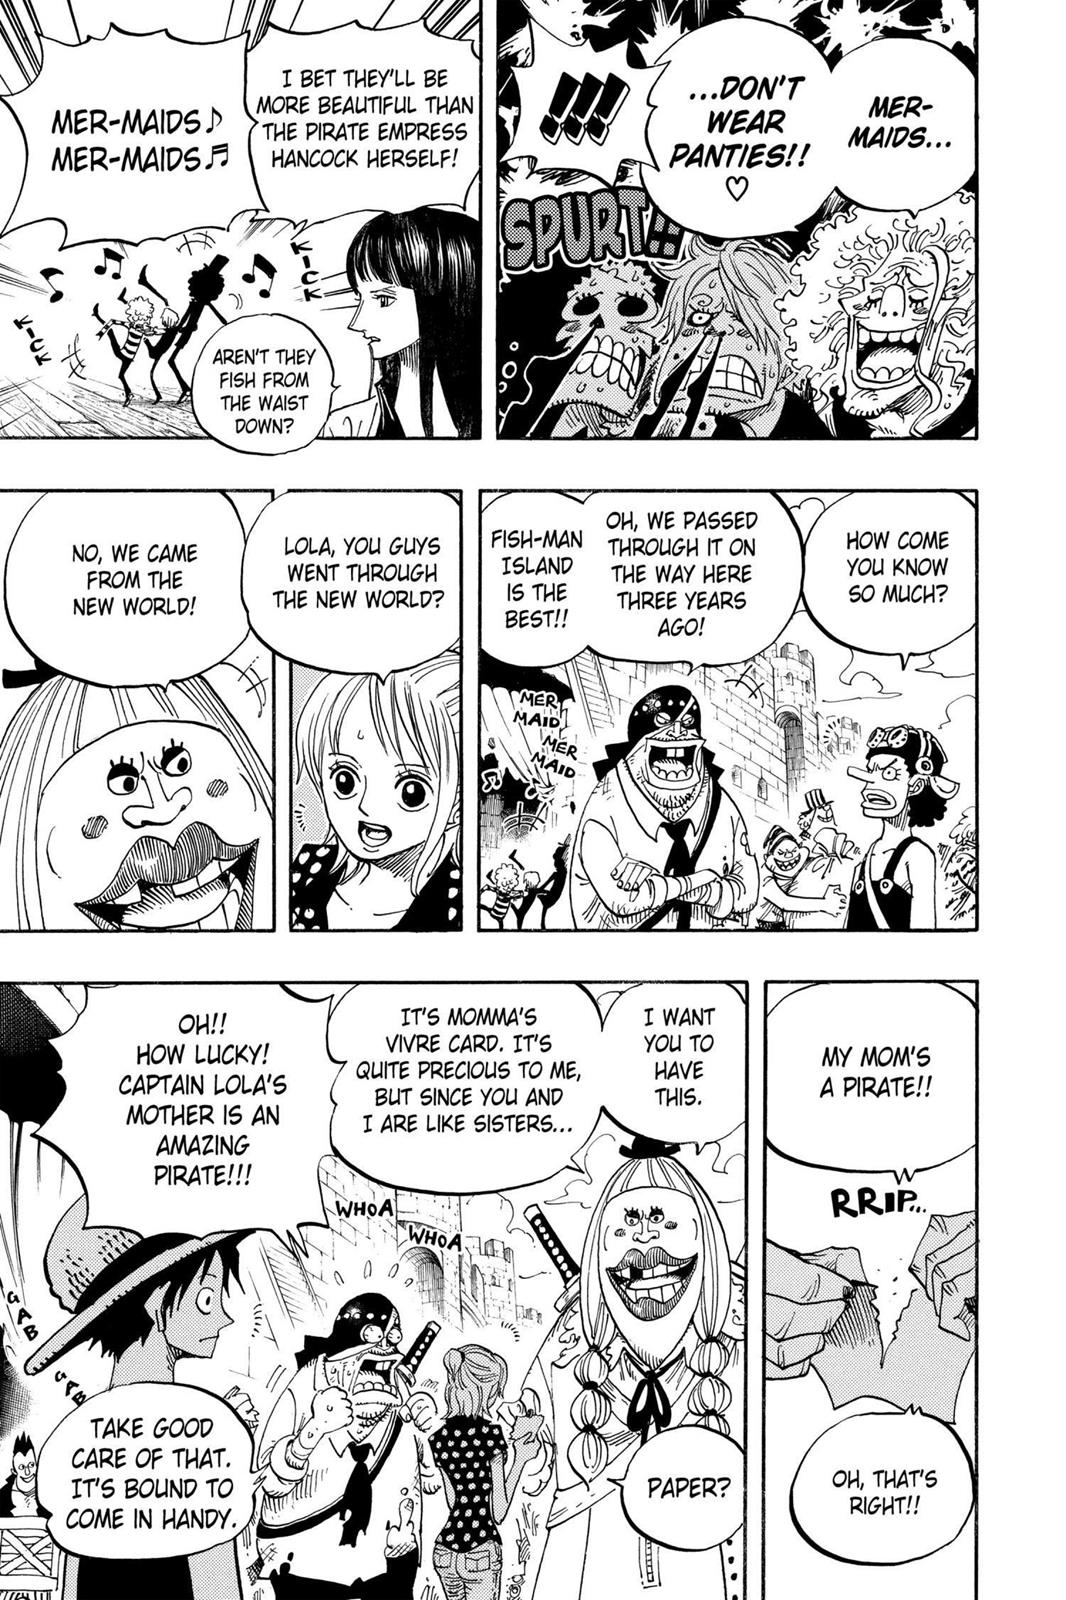 MER-
MAIDS...
...DON'T
WEAR
PANTIES!!
♡
!!!!
SPURT!!
I BET THEY'LL BE
MORE BEAUTIFUL THAN
THE PIRATE EMPRESS
HANCOCK HERSELF!
MER-MAIDS♪
MER-MAIDS♬
KICK
KICK
AREN'T THEY
FISH FROM
THE WAIST
DOWN?
HOW COME
YOU KNOW
SO MUCH?
OH, WE PASSED
THROUGH IT ON
THE WAY HERE
THREE YEARS
AGO!
FISH-MAN
ISLAND
IS THE
BEST!!
MER
MAID
MER
MAID
LOLA, YOU GUYS
WENT THROUGH
THE NEW WORLD?
NO, WE CAME
FROM THE
NEW WORLD!
MY MOM'S
A PIRATE!!
RRIP...
OH, THAT'S
RIGHT!!
I WANT
YOU TO
HAVE
THIS.
IT'S MOMMA'S
VIVRE CARD. IT'S
QUITE PRECIOUS TO ME,
BUT SINCE YOU AND
I ARE LIKE SISTERS...
PAPER?
WHOA
WHOA
OH!!
HOW LUCKY!
CAPTAIN LOLA'S
MOTHER IS AN
AMAZING
PIRATE!!!
GAB
GAB
TAKE GOOD
CARE OF THAT.
IT'S BOUND TO
COME IN HANDY.